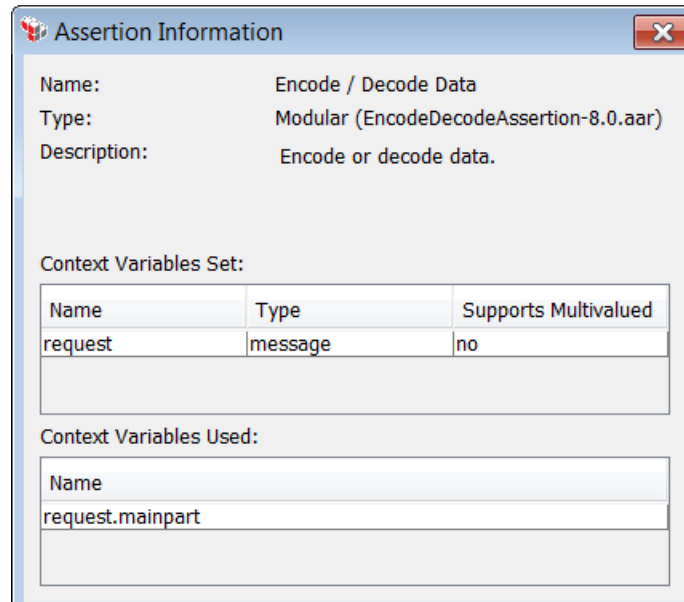 Assertion Information
Name: Encode / Decode Data
Type: Modular (EncodeDecodeAssertion-8.0.aar)
Description: Encode or decode data.
Context Variables Set:
Name Type Supports Multivalued
request message no
Context Variables Used:
Name
request.mainpart